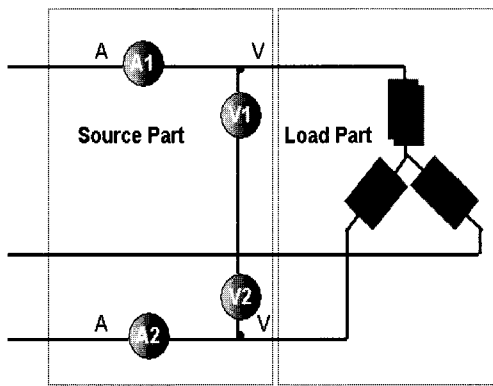 A A1 V
V1
Source Part Load Part
V2
A A2 V